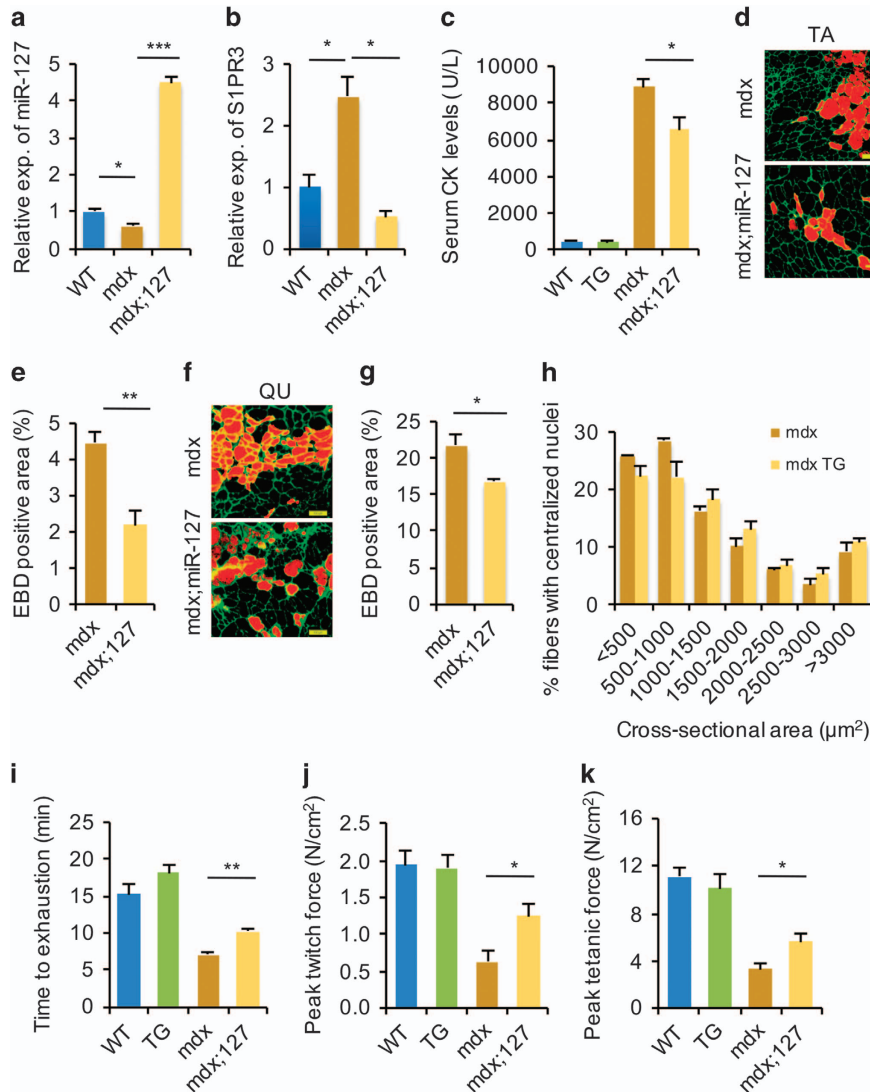 a
Relative exp. of miR-127
5
4
3
2
1
0
***
*
WT
mdx
mdx;127
b
Relative exp. of S1PR3
3
2
1
0
*
*
WT
mdx
mdx;127
c
Serum CK levels (U/L)
10000
8000
6000
4000
2000
0
*
WT
TG
mdx
mdx;127
d
TA
mdx
mdx;miR-127
e
EBD positive area (%)
5
4
3
2
1
0
**
mdx
mdx;127
f
QU
mdx
mdx;miR-127
g
EBD positive area (%)
25
20
15
10
5
0
*
mdx
mdx;127
h
% fibers with centralized nuclei
30
20
10
0
mdx
mdx TG
<500
500-1000
1000-1500
1500-2000
2000-2500
2500-3000
>3000
Cross-sectional area (µm²)
i
Time to exhaustion (min)
25
20
15
10
5
0
**
WT
TG
mdx
mdx;127
j
Peak twitch force (N/cm²)
2.5
2.0
1.5
1.0
0.5
0
*
WT
TG
mdx
mdx;127
k
Peak tetanic force (N/cm²)
16
12
8
4
0
*
WT
TG
mdx
mdx;127